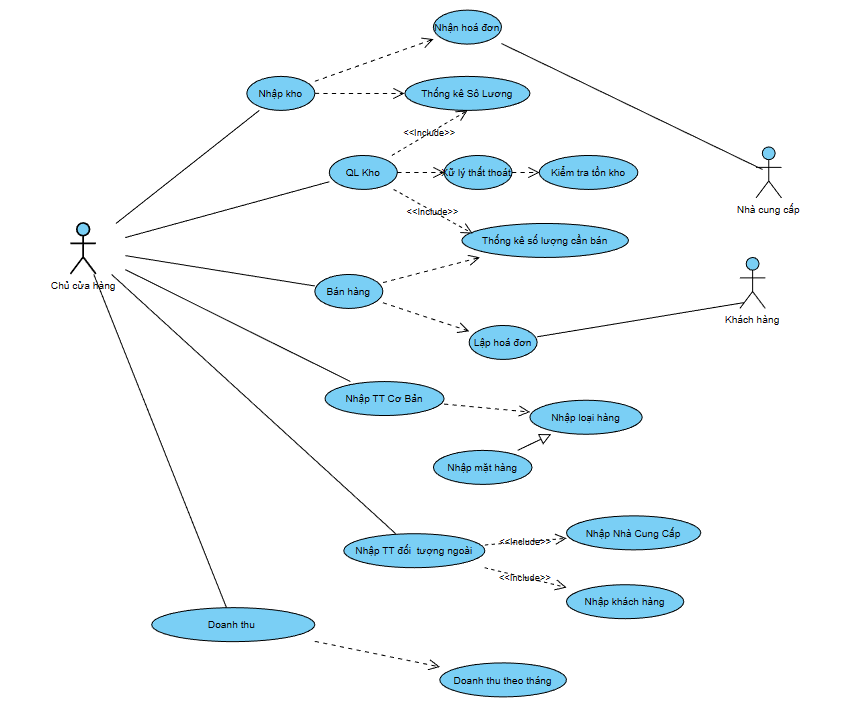 Nhận hoá đơn
Nhập kho
Thống kê Sô Lương
<<Include>>
QL Kho
Xử lý thất thoát
Kiểm tra tồn kho
Nhà cung cấp
<<Include>>
Thống kê số lượng cần bán
Chủ cửa hàng
Bán hàng
Khách hàng
Lập hoá đơn
Nhập TT Cơ Bản
Nhập loại hàng
Nhập mặt hàng
Nhập TT đối tượng ngoài
<<Include>>
Nhập Nhà Cung Cấp
<<Include>>
Nhập khách hàng
Doanh thu
Doanh thu theo tháng